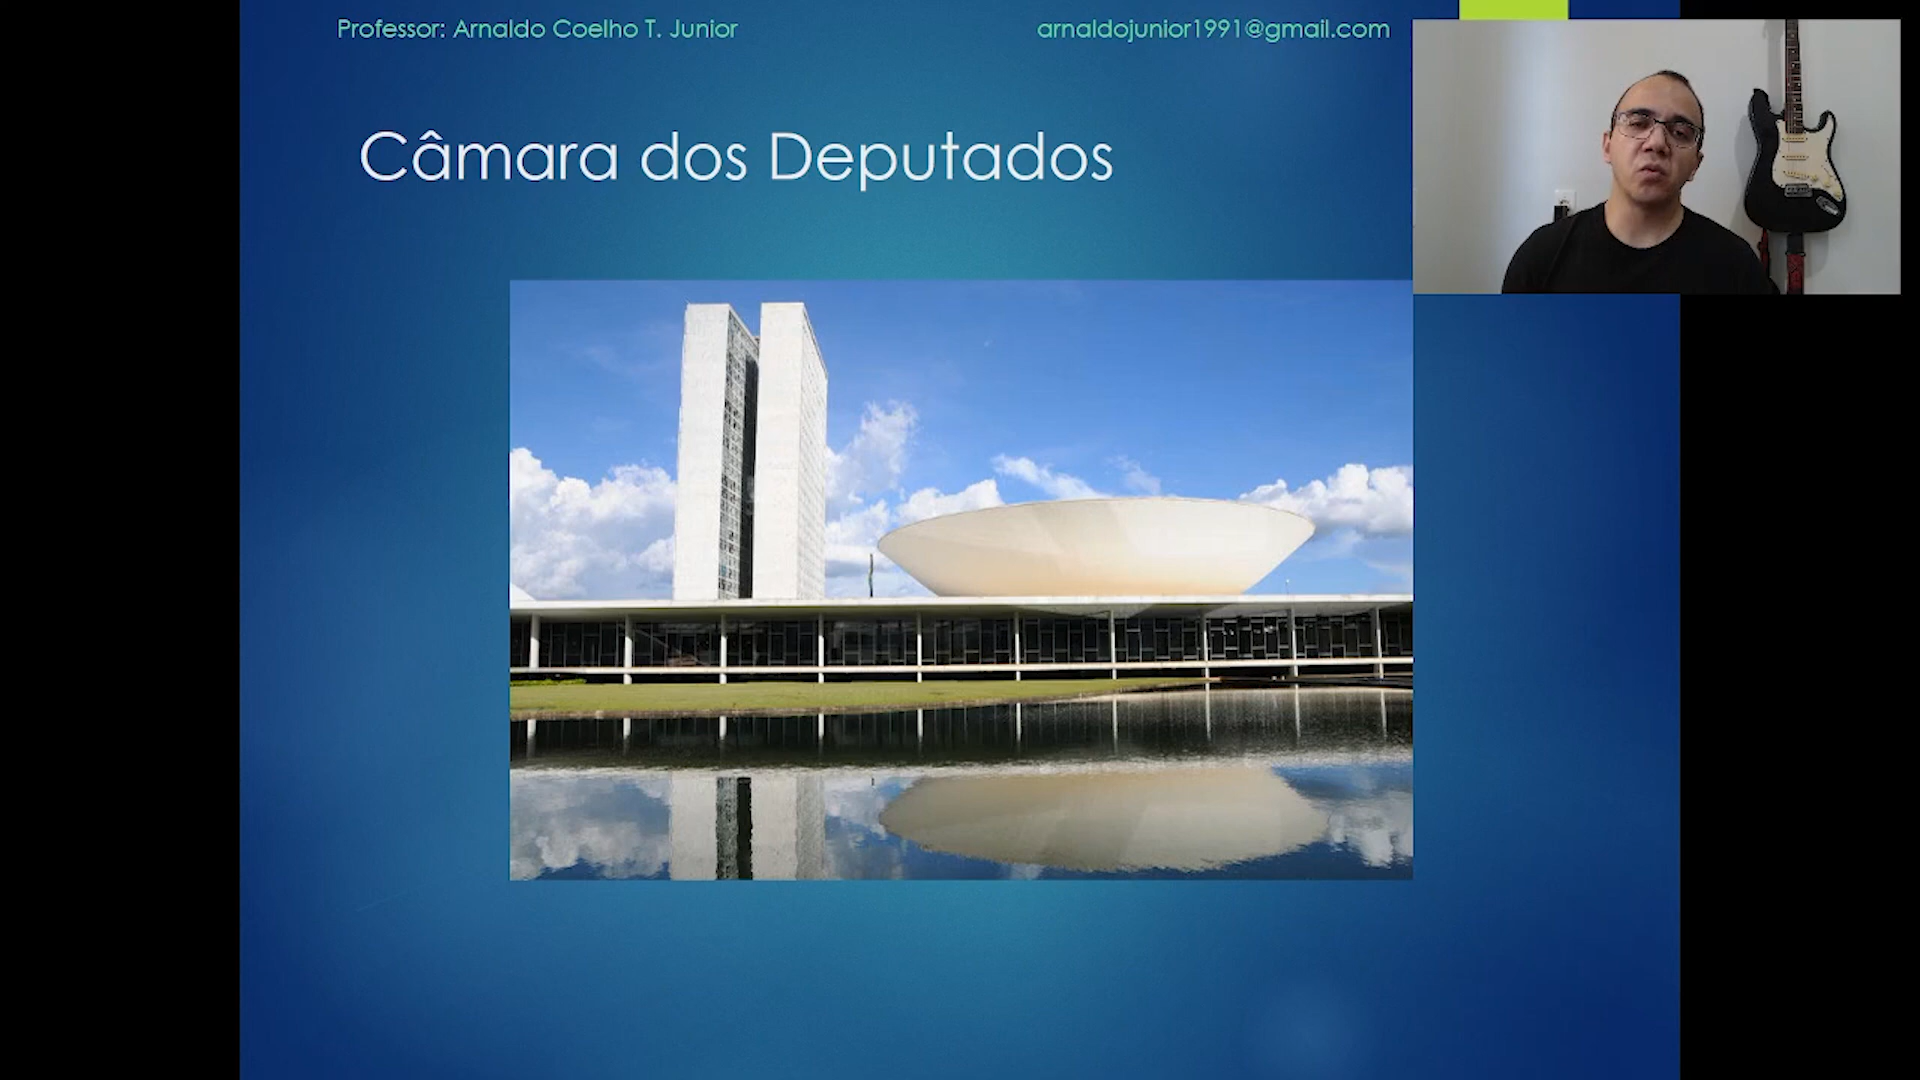 Professor: Arnaldo Coelho T. Junior
arnaldojunior1991@gmail.com
Câmara dos Deputados